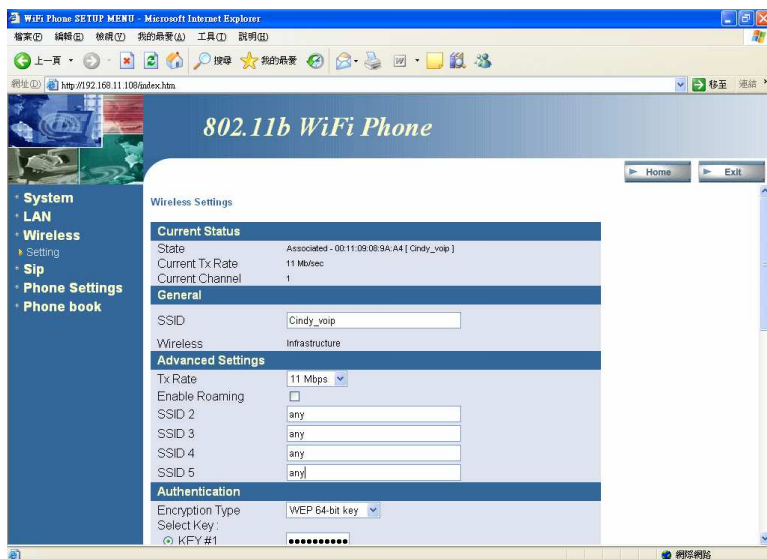 WiFi Phone SETUP MENU - Microsoft Internet Explorer
檔案(F) 編輯(E) 檢視(V) 我的最愛(A) 工具(T) 說明(H)
上一頁 搜尋 我的最愛
網址(D) http://192.168.11.108/index.htm 移至 連結 »
802.11b WiFi Phone
Home Exit
System
LAN
Wireless
Setting
Sip
Phone Settings
Phone book
Wireless Settings
Current Status
State Associated - 00:11:09:08:9A:A4 [ Cindy_voip ]
Current Tx Rate 11 Mb/sec
Current Channel 1
General
SSID Cindy_voip
Wireless Infrastructure
Advanced Settings
Tx Rate 11 Mbps
Enable Roaming
SSID 2 any
SSID 3 any
SSID 4 any
SSID 5 any
Authentication
Encryption Type WEP 64-bit key
Select Key :
KEY #1 ••••••••••
網際網路